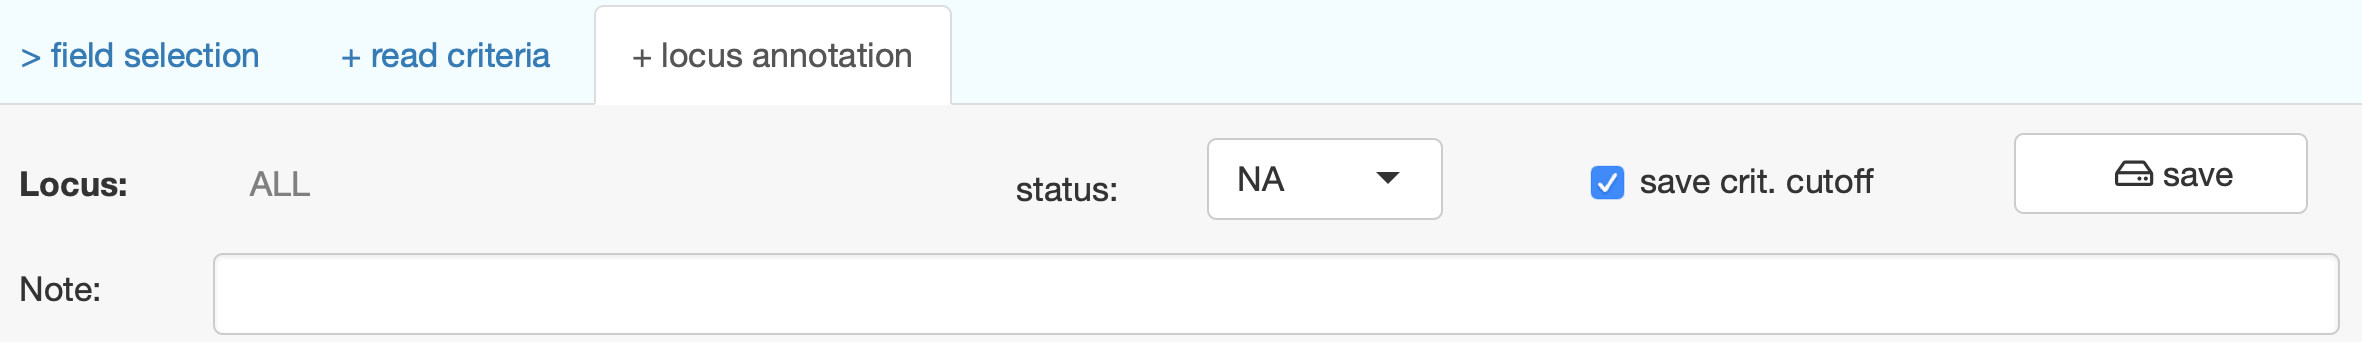 > field selection + read criteria + locus annotation
Locus: ALL status: NA save crit. cutoff save
Note: